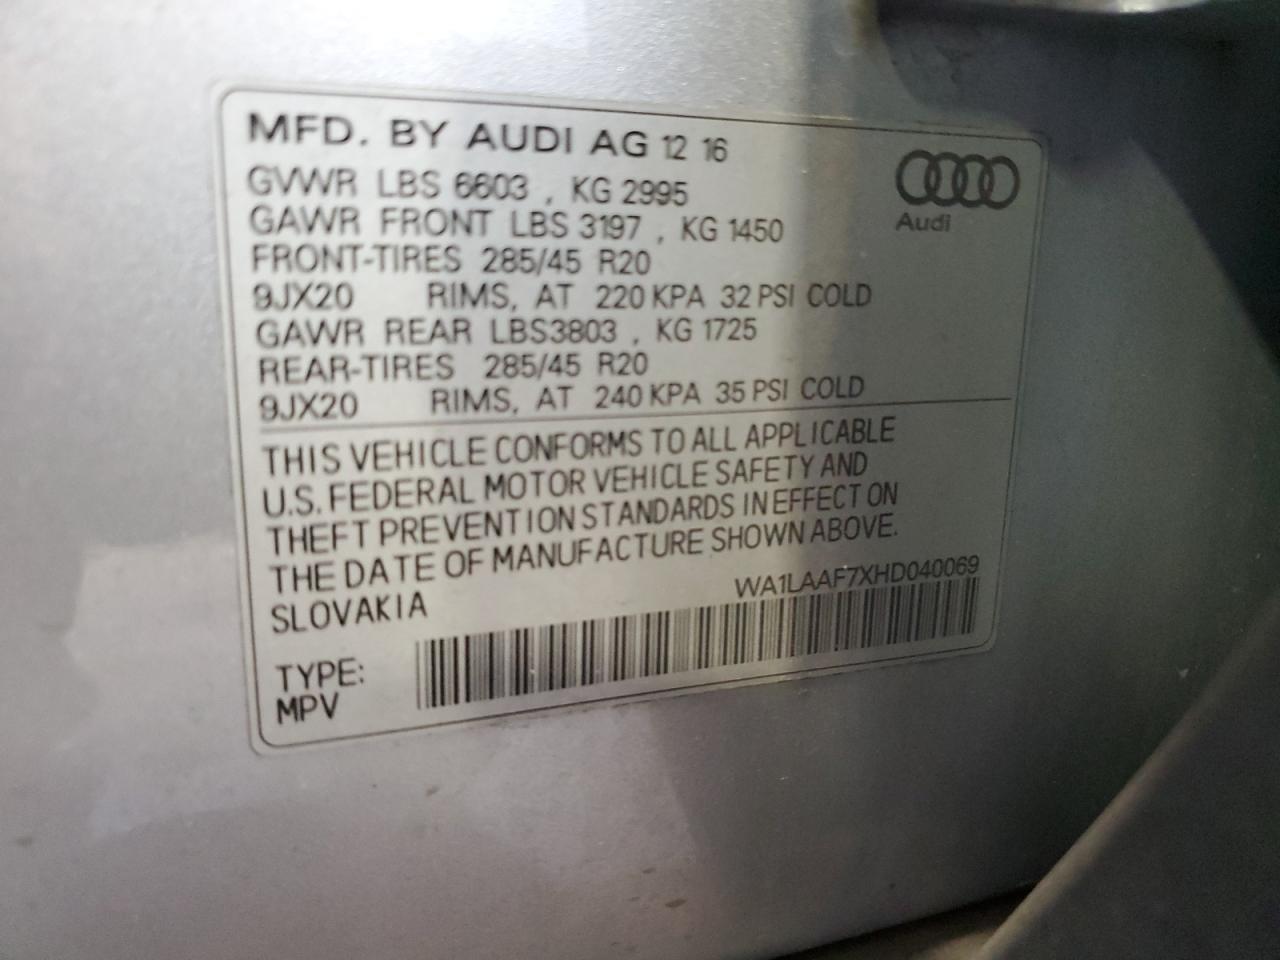 MFD. BY AUDI AG 12 16
GVWR LBS 6603 , KG 2995
GAWR FRONT LBS 3197 , KG 1450
FRONT-TIRES 285/45 R20
9JX20 RIMS, AT 220 KPA 32 PSI COLD
GAWR REAR LBS3803 , KG 1725
REAR-TIRES 285/45 R20
9JX20 RIMS, AT 240 KPA 35 PSI COLD
Audi
THIS VEHICLE CONFORMS TO ALL APPLICABLE
U.S. FEDERAL MOTOR VEHICLE SAFETY AND
THEFT PREVENTION STANDARDS IN EFFECT ON
THE DATE OF MANUFACTURE SHOWN ABOVE.
SLOVAKIA
WA1LAAF7XHD040069
TYPE:
MPV